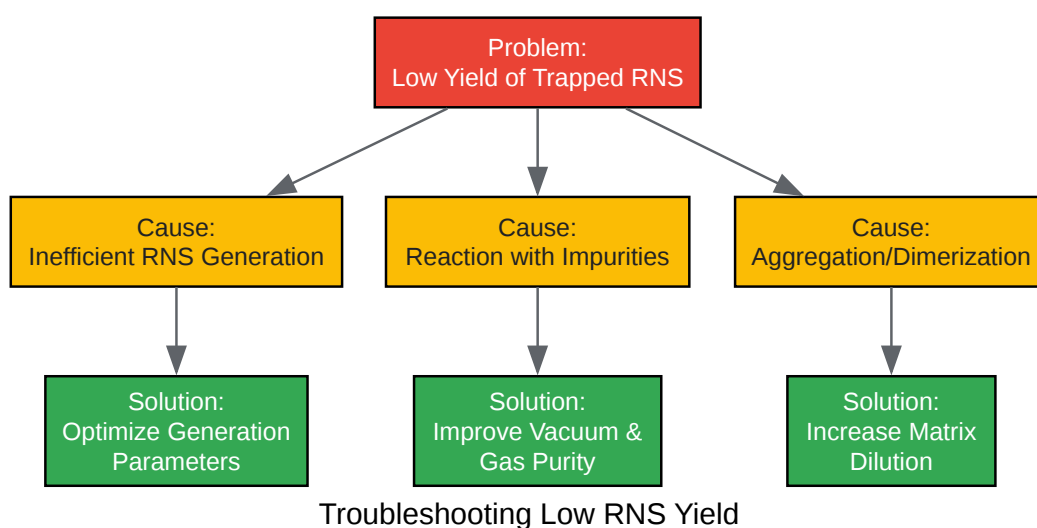 Problem:
Low Yield of Trapped RNS
Cause:
Inefficient RNS Generation
Cause:
Reaction with Impurities
Cause:
Aggregation/Dimerization
Solution:
Optimize Generation
Parameters
Solution:
Improve Vacuum &
Gas Purity
Solution:
Increase Matrix
Dilution
Troubleshooting Low RNS Yield